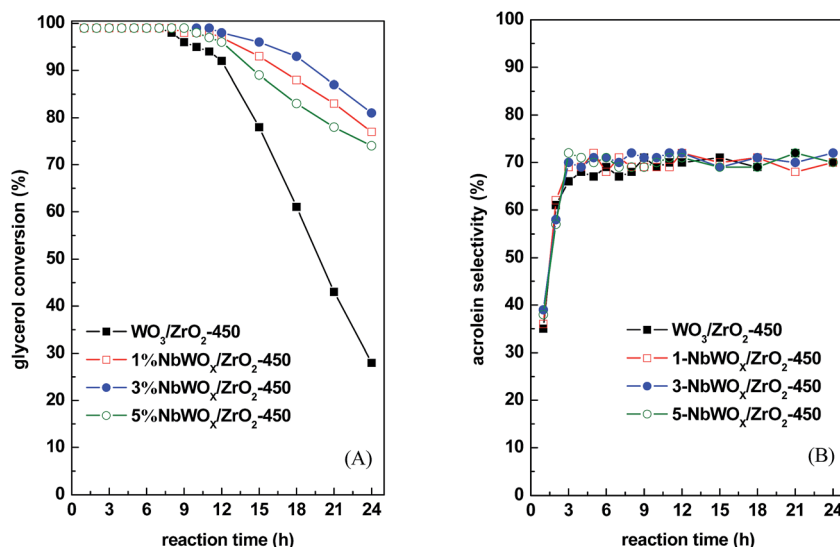 100
90
80
70
60
50
40
30
20
10
0
glycerol conversion (%)
WO₃/ZrO₂-450
1%NbWOₓ/ZrO₂-450
3%NbWOₓ/ZrO₂-450
5%NbWOₓ/ZrO₂-450
(A)
0 3 6 9 12 15 18 21 24
reaction time (h)
100
90
80
70
60
50
40
30
20
10
0
acrolein selectivity (%)
WO₃/ZrO₂-450
1-NbWOₓ/ZrO₂-450
3-NbWOₓ/ZrO₂-450
5-NbWOₓ/ZrO₂-450
(B)
0 3 6 9 12 15 18 21 24
reaction time (h)